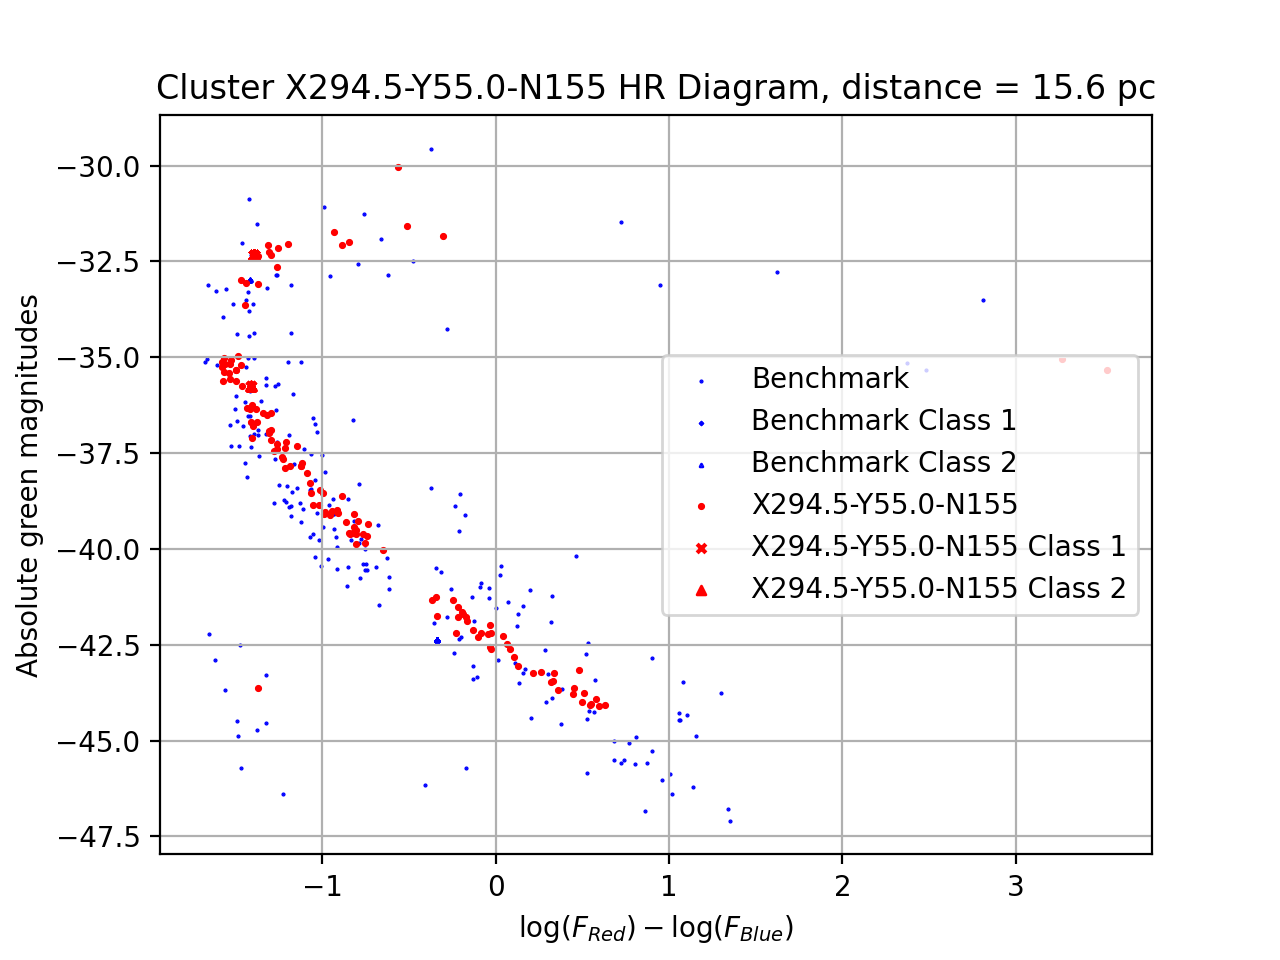 Cluster X294.5-Y55.0-N155 HR Diagram, distance = 15.6 pc
Absolute green magnitudes
−30.0
−32.5
−35.0
−37.5
−40.0
−42.5
−45.0
−47.5
Benchmark
Benchmark Class 1
Benchmark Class 2
X294.5-Y55.0-N155
X294.5-Y55.0-N155 Class 1
X294.5-Y55.0-N155 Class 2
−1 0 1 2 3
log(F_Red) − log(F_Blue)